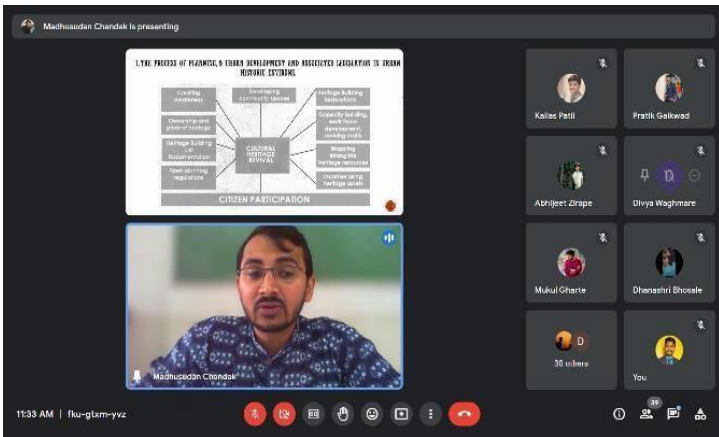 Madhusudan Chandak is presenting
1.THE PROCESS OF PLANNING, & URBAN DEVELOPMENT AND ASSOCIATED LEGISLATION IN URBAN
HISTORIC ENVIRONS.
Creating
awareness
Developing
community spaces
Heritage Building
Restorations
Ownership and
pride of heritage
Capacity building,
work force
development,
reviving crafts
Heritage Building
List
Documentation
CULTURAL
HERITAGE
REVIVAL
Mapping
Intangible
heritage resources
Town planning
regulations
Incomes using
heritage assets
CITIZEN PARTICIPATION
Madhusudan Chandak
Kailas Patil
Pratik Gaikwad
Abhijeet Zirape
D
Divya Waghmare
Mukul Gharte
Dhanashri Bhosale
D
30 others
You
11:33 AM | fku-gtxm-yvz
39